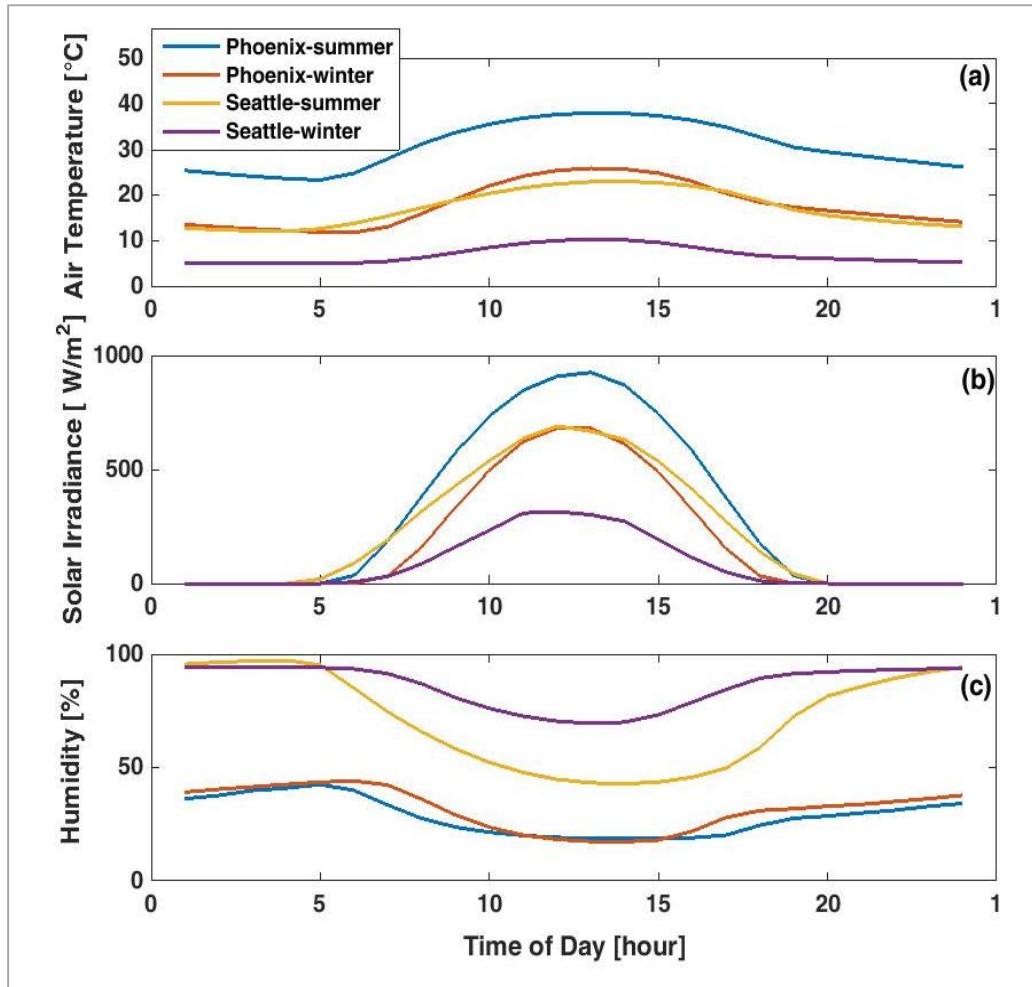 Phoenix-summer
Phoenix-winter
Seattle-summer
Seattle-winter
(a)
Air Temperature [°C]
50
40
30
20
10
0
0 5 10 15 20 1
(b)
Solar Irradiance [ W/m²]
1000
500
0
0 5 10 15 20 1
(c)
Humidity [%]
100
50
0
0 5 10 15 20 1
Time of Day [hour]